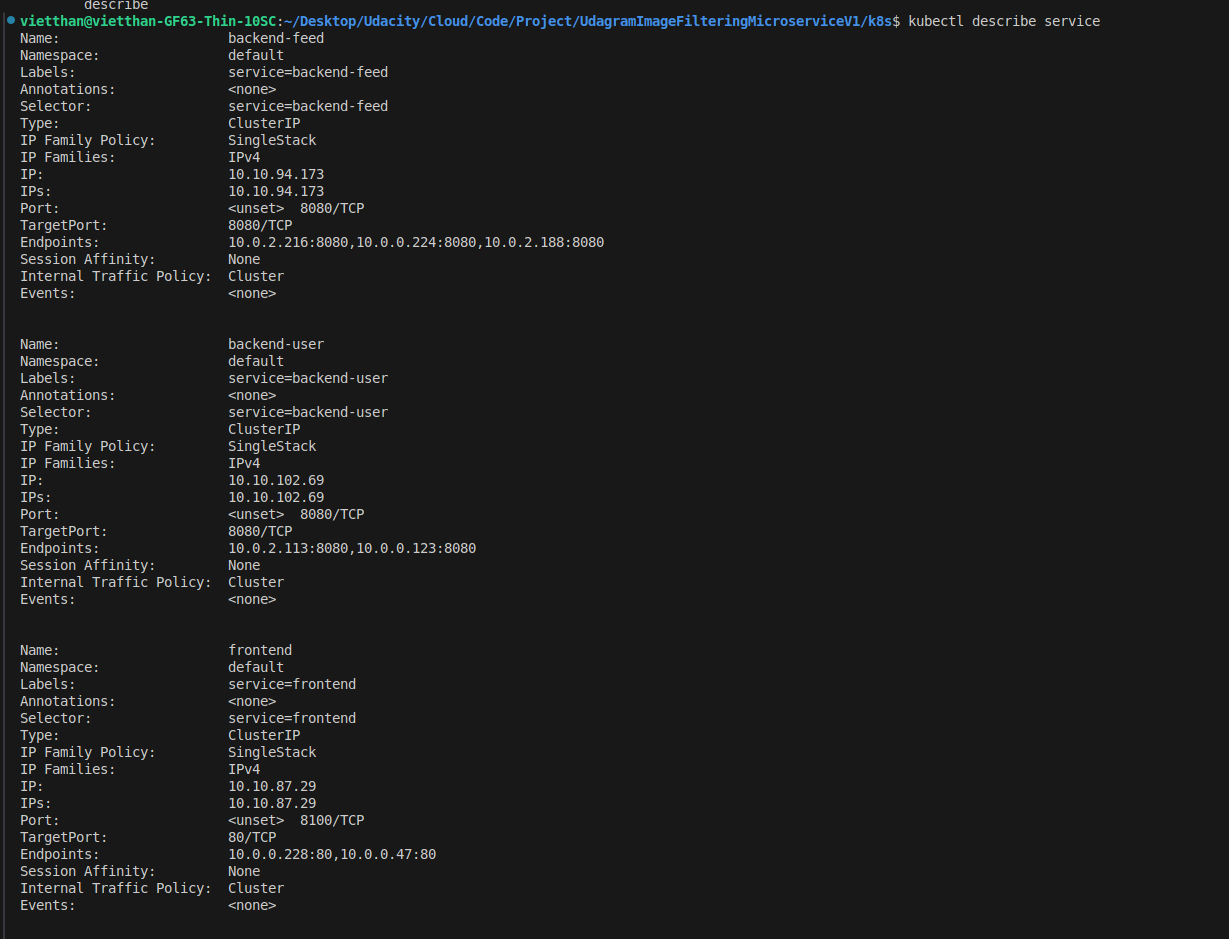 describe
vietthan@vietthan-GF63-Thin-10SC:~/Desktop/Udacity/Cloud/Code/Project/UdagramImageFilteringMicroserviceV1/k8s$ kubectl describe service
Name:                     backend-feed
Namespace:                default
Labels:                   service=backend-feed
Annotations:              <none>
Selector:                 service=backend-feed
Type:                     ClusterIP
IP Family Policy:         SingleStack
IP Families:              IPv4
IP:                       10.10.94.173
IPs:                      10.10.94.173
Port:                     <unset>  8080/TCP
TargetPort:               8080/TCP
Endpoints:                10.0.2.216:8080,10.0.0.224:8080,10.0.2.188:8080
Session Affinity:         None
Internal Traffic Policy:  Cluster
Events:                   <none>
Name:                     backend-user
Namespace:                default
Labels:                   service=backend-user
Annotations:              <none>
Selector:                 service=backend-user
Type:                     ClusterIP
IP Family Policy:         SingleStack
IP Families:              IPv4
IP:                       10.10.102.69
IPs:                      10.10.102.69
Port:                     <unset>  8080/TCP
TargetPort:               8080/TCP
Endpoints:                10.0.2.113:8080,10.0.0.123:8080
Session Affinity:         None
Internal Traffic Policy:  Cluster
Events:                   <none>
Name:                     frontend
Namespace:                default
Labels:                   service=frontend
Annotations:              <none>
Selector:                 service=frontend
Type:                     ClusterIP
IP Family Policy:         SingleStack
IP Families:              IPv4
IP:                       10.10.87.29
IPs:                      10.10.87.29
Port:                     <unset>  8100/TCP
TargetPort:               80/TCP
Endpoints:                10.0.0.228:80,10.0.0.47:80
Session Affinity:         None
Internal Traffic Policy:  Cluster
Events:                   <none>